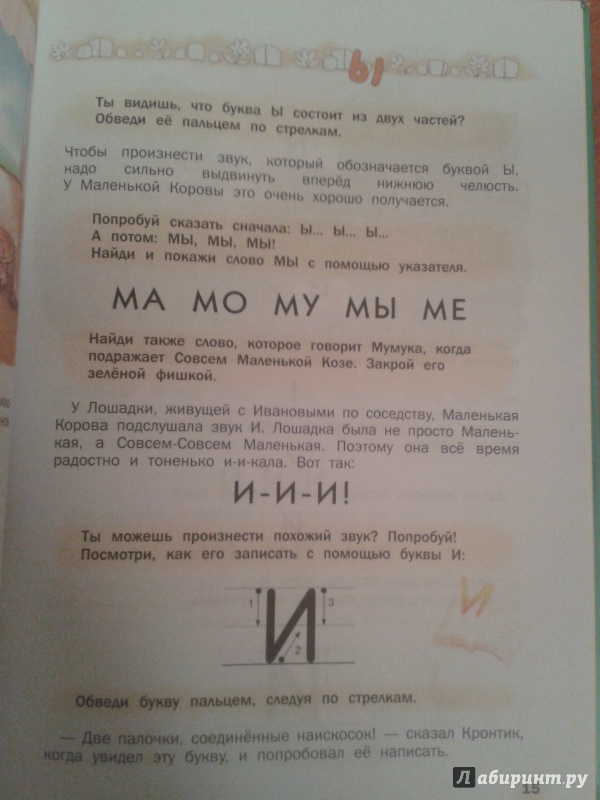 Ы
Ты видишь, что буква Ы состоит из двух частей?
Обведи её пальцем по стрелкам.
Чтобы произнести звук, который обозначается буквой Ы,
надо сильно выдвинуть вперёд нижнюю челюсть.
У Маленькой Коровы это очень хорошо получается.
Попробуй сказать сначала: Ы... Ы... Ы...
А потом: МЫ, МЫ, МЫ!
Найди и покажи слово МЫ с помощью указателя.
МА МО МУ МЫ МЕ
Найди также слово, которое говорит Мумука, когда
подражает Совсем Маленькой Козе. Закрой его
зелёной фишкой.
У Лошадки, живущей с Ивановыми по соседству, Маленькая
Корова подслушала звук И. Лошадка была не просто Малень-
кая, а Совсем-Совсем Маленькая. Поэтому она всё время
радостно и тоненько и-и-кала. Вот так:
И-И-И!
Ты можешь произнести похожий звук? Попробуй!
Посмотри, как его записать с помощью буквы И:
1 И 2 3
И
Обведи букву пальцем, следуя по стрелкам.
— Две палочки, соединённые наискосок! — сказал Кронтик,
когда увидел эту букву, и попробовал её написать.
15
Лабиринт.ру